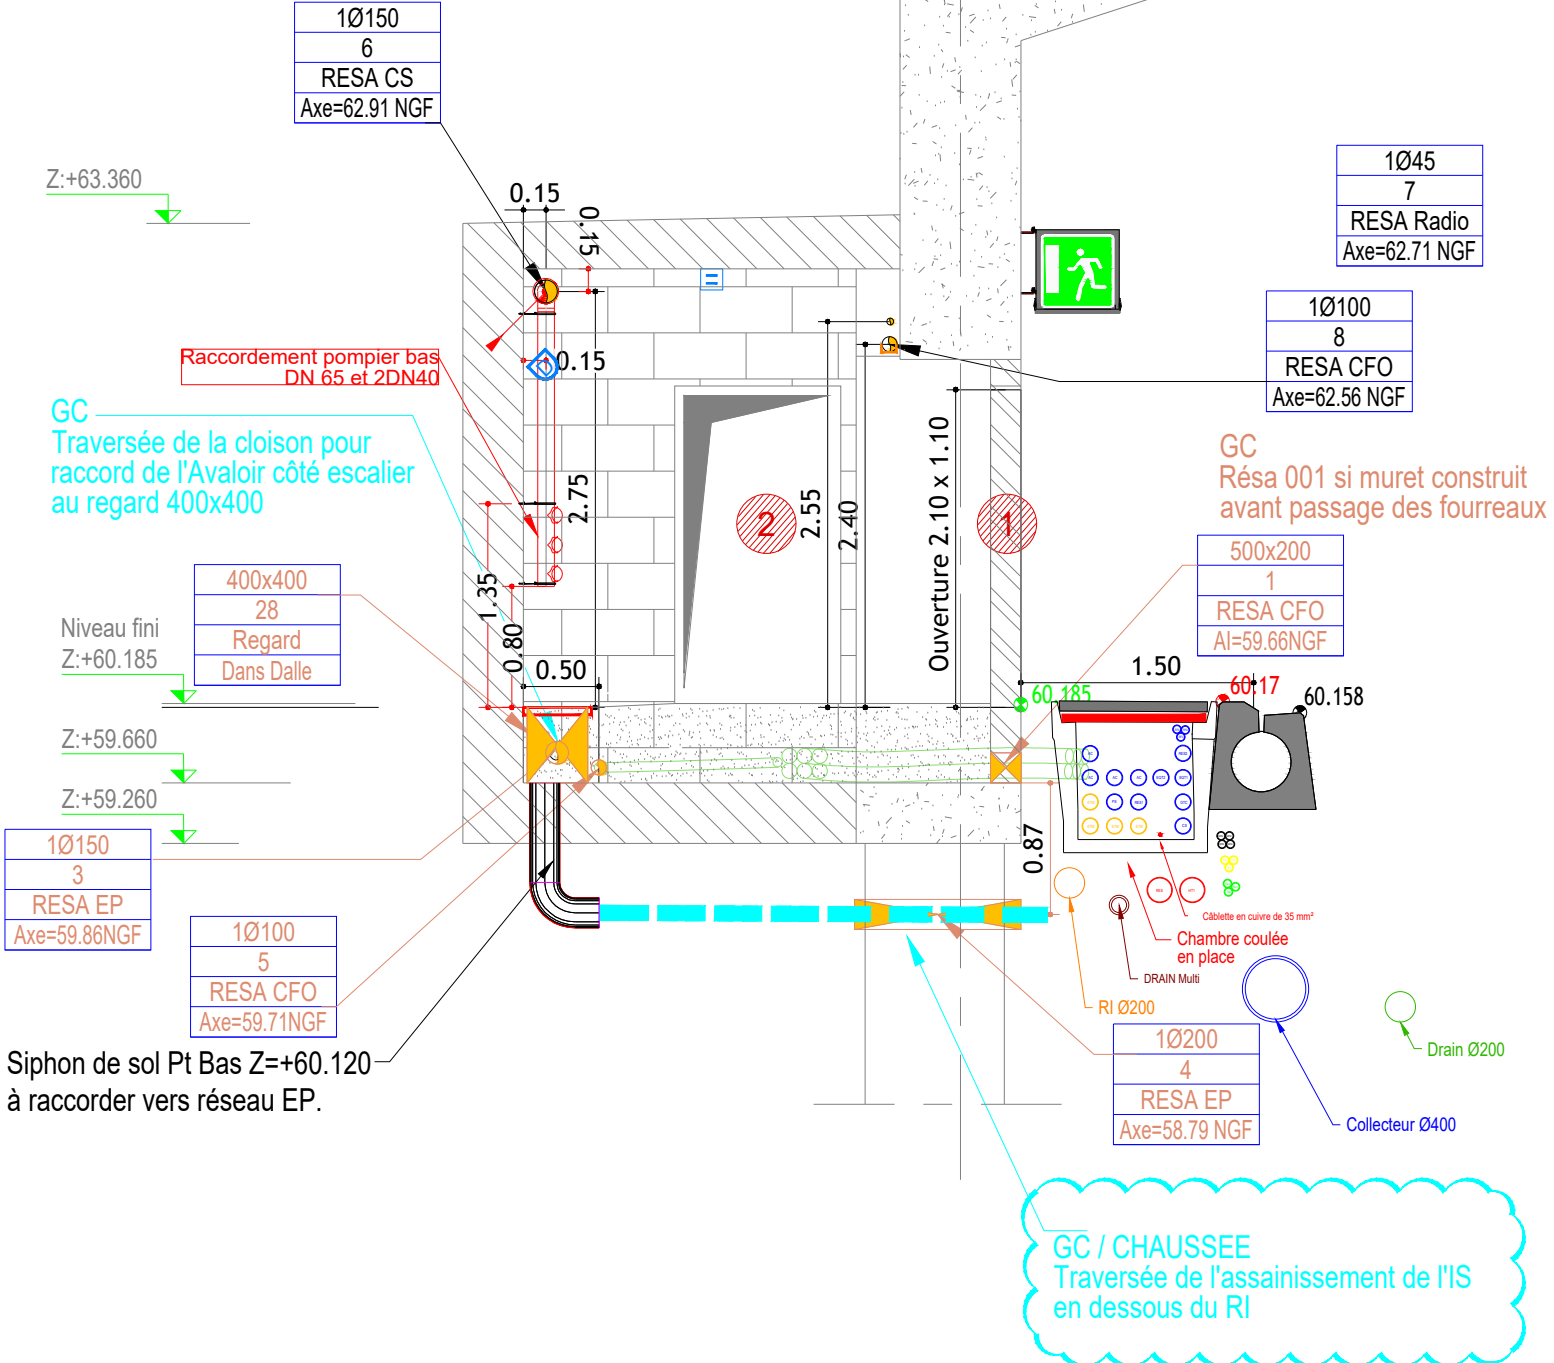 1Ø150
6
RESA CS
Axe=62.91 NGF
Z:+63.360
0.15
0.15
1Ø45
7
RESA Radio
Axe=62.71 NGF
1Ø100
8
RESA CFO
Axe=62.56 NGF
Raccordement pompier bas
DN 65 et 2DN40
0.15
GC
Traversée de la cloison pour
raccord de l'Avaloir côté escalier
au regard 400x400
GC
Résa 001 si muret construit
avant passage des fourreaux
2.75
2.55
2.40
Ouverture 2.10 x 1.10
2
1
500x200
1
RESA CFO
AI=59.66NGF
400x400
28
Regard
Dans Dalle
1.35
0.80
0.50
Niveau fini
Z:+60.185
1.50
60.185
60.17
60.158
Z:+59.660
Z:+59.260
0.87
1Ø150
3
RESA EP
Axe=59.86NGF
1Ø100
5
RESA CFO
Axe=59.71NGF
Câblette en cuivre de 35 mm²
Chambre coulée
en place
DRAIN Multi
RI Ø200
Drain Ø200
Collecteur Ø400
1Ø200
4
RESA EP
Axe=58.79 NGF
Siphon de sol Pt Bas Z=+60.120
à raccorder vers réseau EP.
GC / CHAUSSEE
Traversée de l'assainissement de l'IS
en dessous du RI